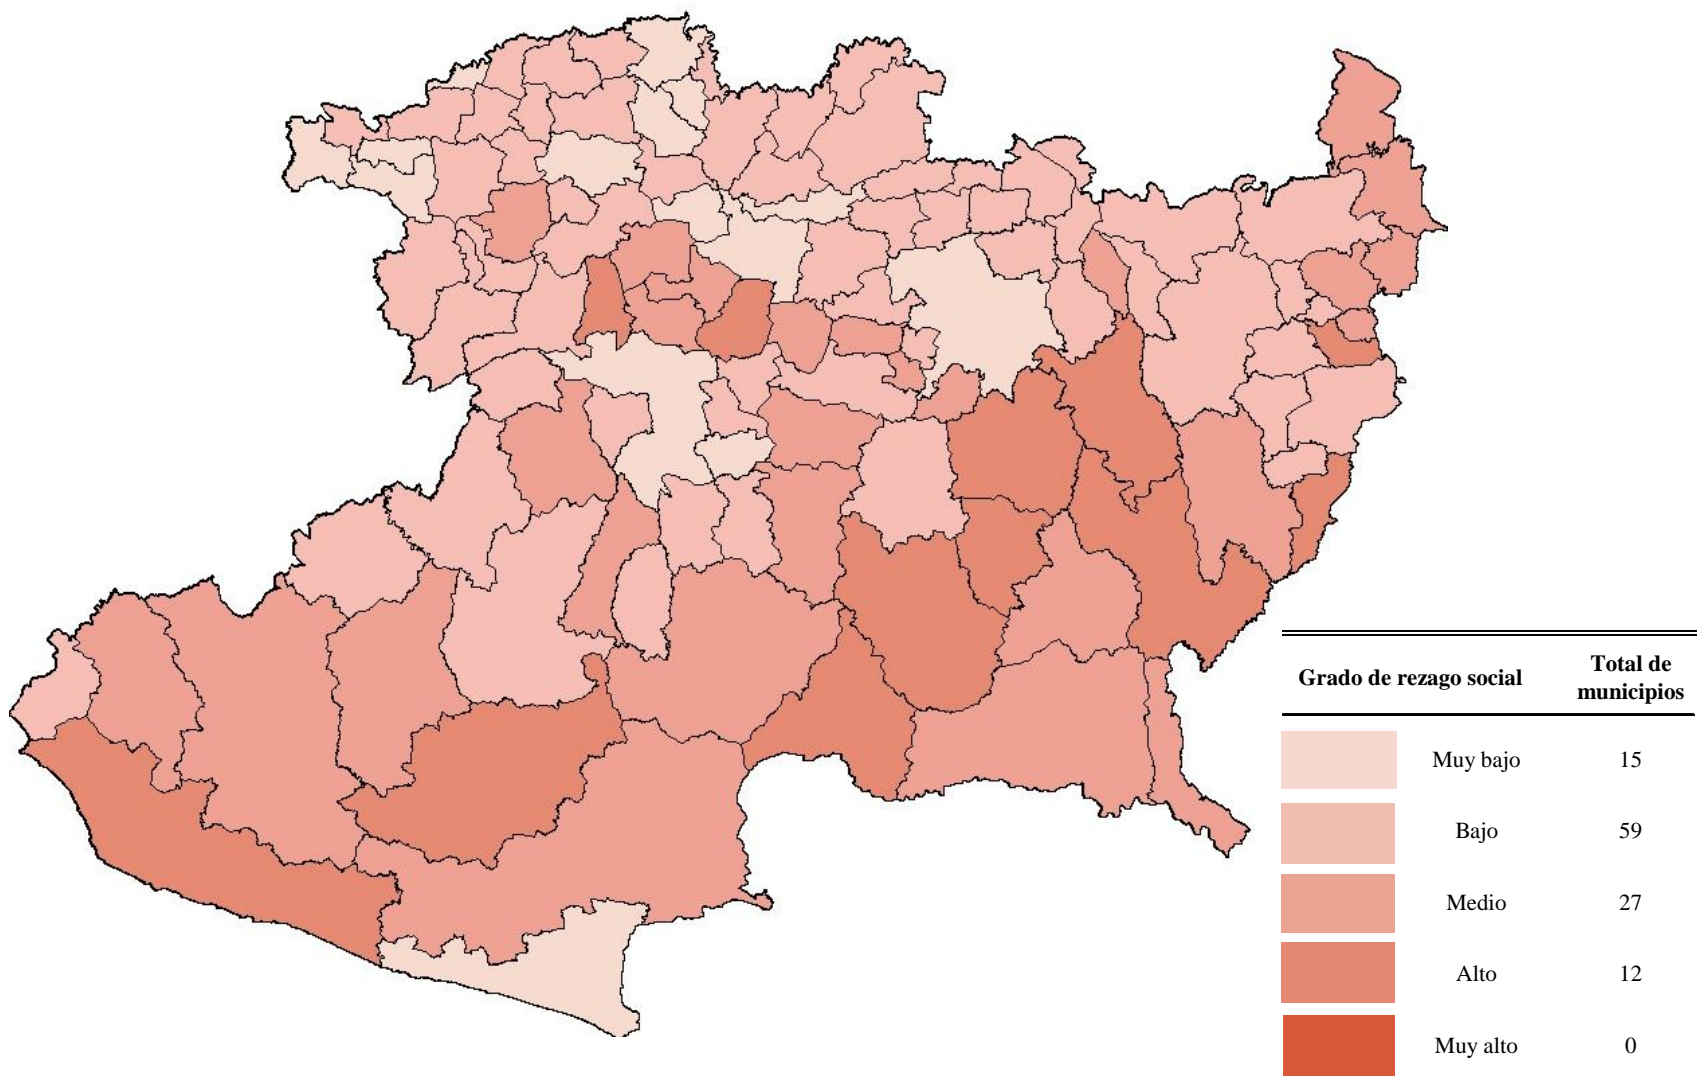 Grado de rezago social Total de
municipios
Muy bajo 15
Bajo 59
Medio 27
Alto 12
Muy alto 0